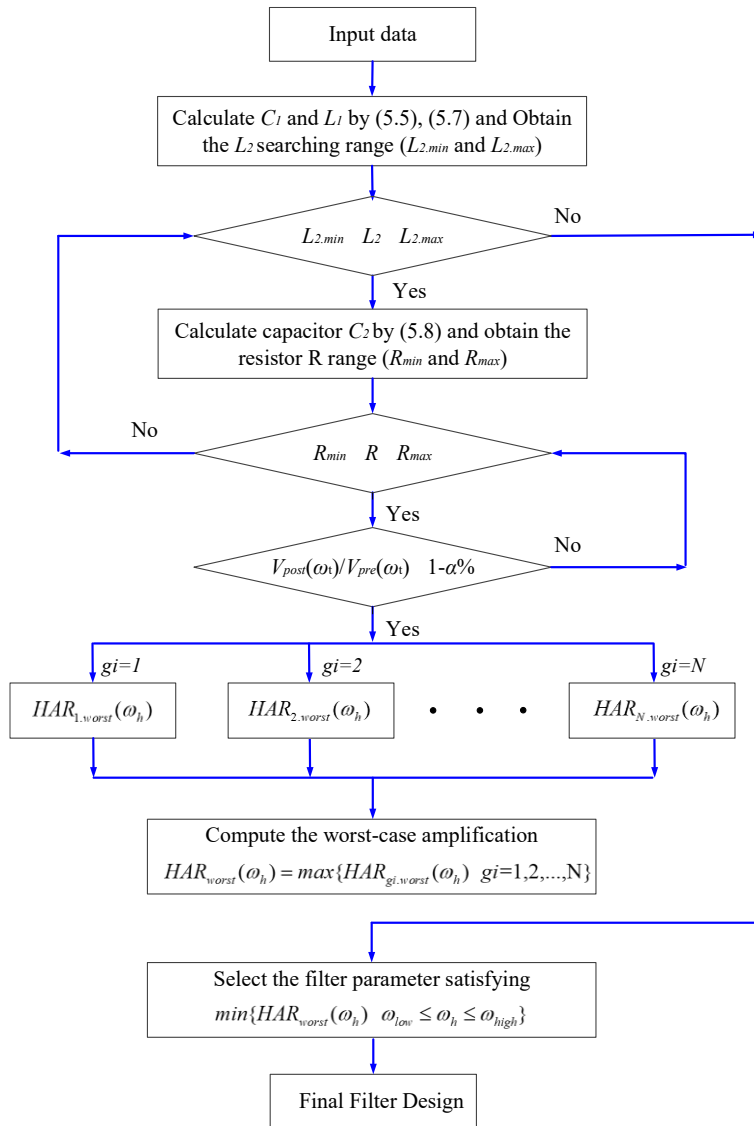 Input data
Calculate C1 and L1 by (5.5), (5.7) and Obtain
the L2 searching range (L2.min and L2.max)
No
L2.min L2 L2.max
Yes
Calculate capacitor C2 by (5.8) and obtain the
resistor R range (Rmin and Rmax)
No
Rmin R Rmax
Yes
Vpost(ωt)/Vpre(ωt) 1-α%
No
Yes
gi=1 gi=2 gi=N
HAR1.worst(ωh) HAR2.worst(ωh) • • • HARN.worst(ωh)
Compute the worst-case amplification
HARworst(ωh) = max{HARgi.worst(ωh) gi=1,2,...,N}
Select the filter parameter satisfying
min{HARworst(ωh) ωlow ≤ ωh ≤ ωhigh}
Final Filter Design